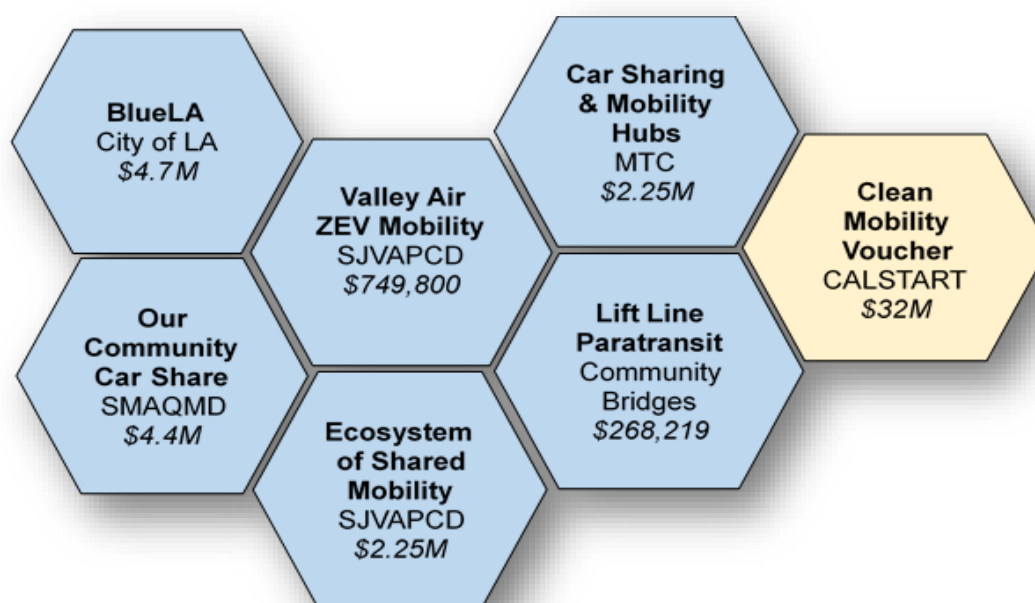 BlueLA
City of LA
$4.7M
Our
Community
Car Share
SMAQMD
$4.4M
Valley Air
ZEV Mobility
SJVAPCD
$749,800
Ecosystem
of Shared
Mobility
SJVAPCD
$2.25M
Car Sharing
& Mobility
Hubs
MTC
$2.25M
Lift Line
Paratransit
Community
Bridges
$268,219
Clean
Mobility
Voucher
CALSTART
$32M